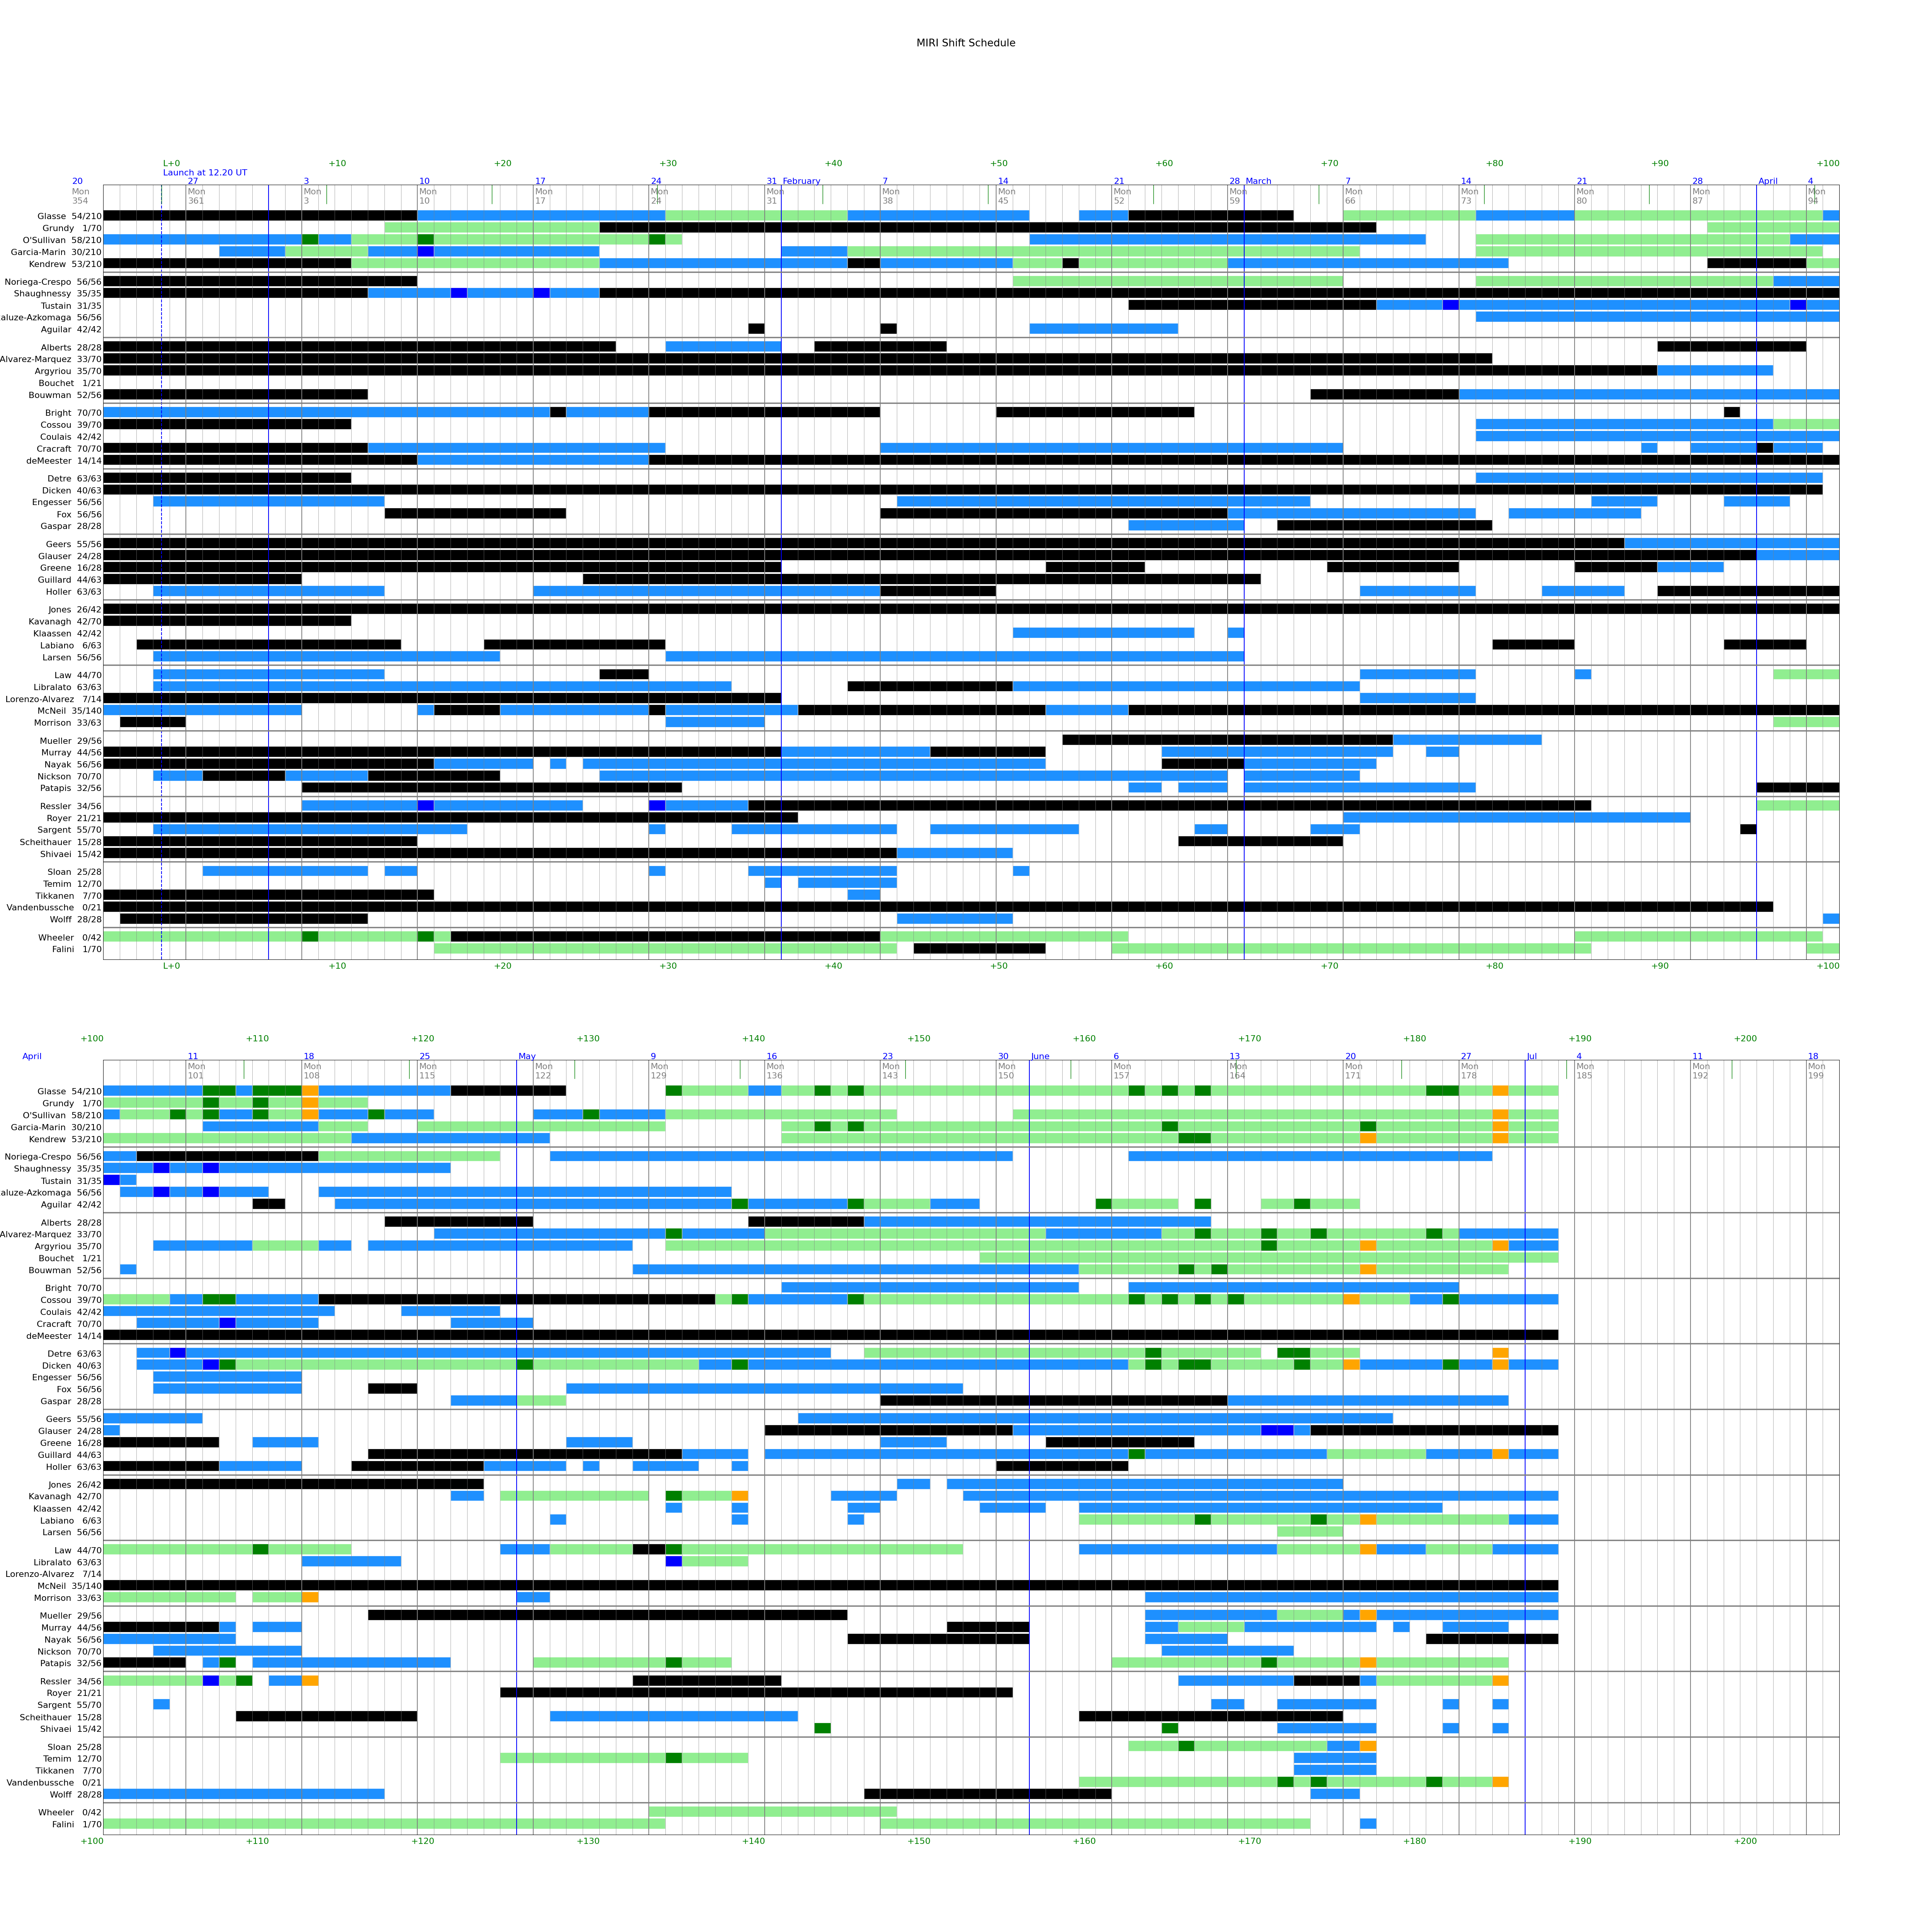 MIRI Shift Schedule
L+0 +10 +20 +30 +40 +50 +60 +70 +80 +90 +100
Launch at 12.20 UT
20 27 3 10 17 24 31 February 7 14 21 28 March 7 14 21 28 April 4
Mon Mon Mon Mon Mon Mon Mon Mon Mon Mon Mon Mon Mon Mon Mon Mon
354 361 3 10 17 24 31 38 45 52 59 66 73 80 87 94
Glasse 54/210
Grundy 1/70
O'Sullivan 58/210
Garcia-Marin 30/210
Kendrew 53/210
Noriega-Crespo 56/56
Shaughnessy 35/35
Tustain 31/35
aluze-Azkomaga 56/56
Aguilar 42/42
Alberts 28/28
Alvarez-Marquez 33/70
Argyriou 35/70
Bouchet 1/21
Bouwman 52/56
Bright 70/70
Cossou 39/70
Coulais 42/42
Cracraft 70/70
deMeester 14/14
Detre 63/63
Dicken 40/63
Engesser 56/56
Fox 56/56
Gaspar 28/28
Geers 55/56
Glauser 24/28
Greene 16/28
Guillard 44/63
Holler 63/63
Jones 26/42
Kavanagh 42/70
Klaassen 42/42
Labiano 6/63
Larsen 56/56
Law 44/70
Libralato 63/63
Lorenzo-Alvarez 7/14
McNeil 35/140
Morrison 33/63
Mueller 29/56
Murray 44/56
Nayak 56/56
Nickson 70/70
Patapis 32/56
Ressler 34/56
Royer 21/21
Sargent 55/70
Scheithauer 15/28
Shivaei 15/42
Sloan 25/28
Temim 12/70
Tikkanen 7/70
Vandenbussche 0/21
Wolff 28/28
Wheeler 0/42
Falini 1/70
L+0 +10 +20 +30 +40 +50 +60 +70 +80 +90 +100
+100 +110 +120 +130 +140 +150 +160 +170 +180 +190 +200
April 11 18 25 May 9 16 23 30 June 6 13 20 27 Jul 4 11 18
Mon Mon Mon Mon Mon Mon Mon Mon Mon Mon Mon Mon Mon Mon Mon
101 108 115 122 129 136 143 150 157 164 171 178 185 192 199
Glasse 54/210
Grundy 1/70
O'Sullivan 58/210
Garcia-Marin 30/210
Kendrew 53/210
Noriega-Crespo 56/56
Shaughnessy 35/35
Tustain 31/35
aluze-Azkomaga 56/56
Aguilar 42/42
Alberts 28/28
Alvarez-Marquez 33/70
Argyriou 35/70
Bouchet 1/21
Bouwman 52/56
Bright 70/70
Cossou 39/70
Coulais 42/42
Cracraft 70/70
deMeester 14/14
Detre 63/63
Dicken 40/63
Engesser 56/56
Fox 56/56
Gaspar 28/28
Geers 55/56
Glauser 24/28
Greene 16/28
Guillard 44/63
Holler 63/63
Jones 26/42
Kavanagh 42/70
Klaassen 42/42
Labiano 6/63
Larsen 56/56
Law 44/70
Libralato 63/63
Lorenzo-Alvarez 7/14
McNeil 35/140
Morrison 33/63
Mueller 29/56
Murray 44/56
Nayak 56/56
Nickson 70/70
Patapis 32/56
Ressler 34/56
Royer 21/21
Sargent 55/70
Scheithauer 15/28
Shivaei 15/42
Sloan 25/28
Temim 12/70
Tikkanen 7/70
Vandenbussche 0/21
Wolff 28/28
Wheeler 0/42
Falini 1/70
+100 +110 +120 +130 +140 +150 +160 +170 +180 +190 +200